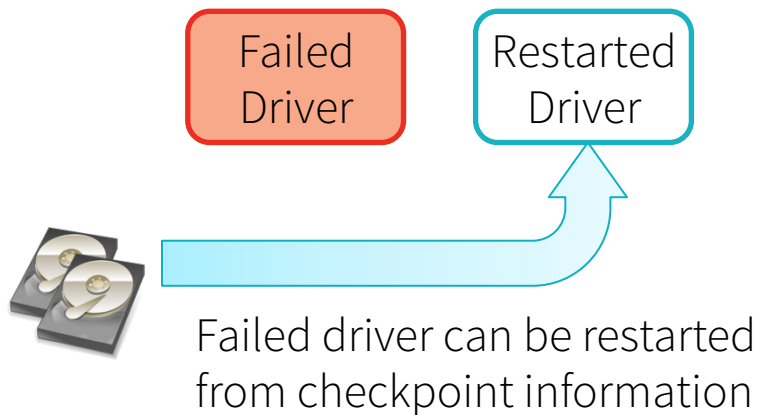 Failed
Driver
Restarted
Driver
Failed driver can be restarted
from checkpoint information